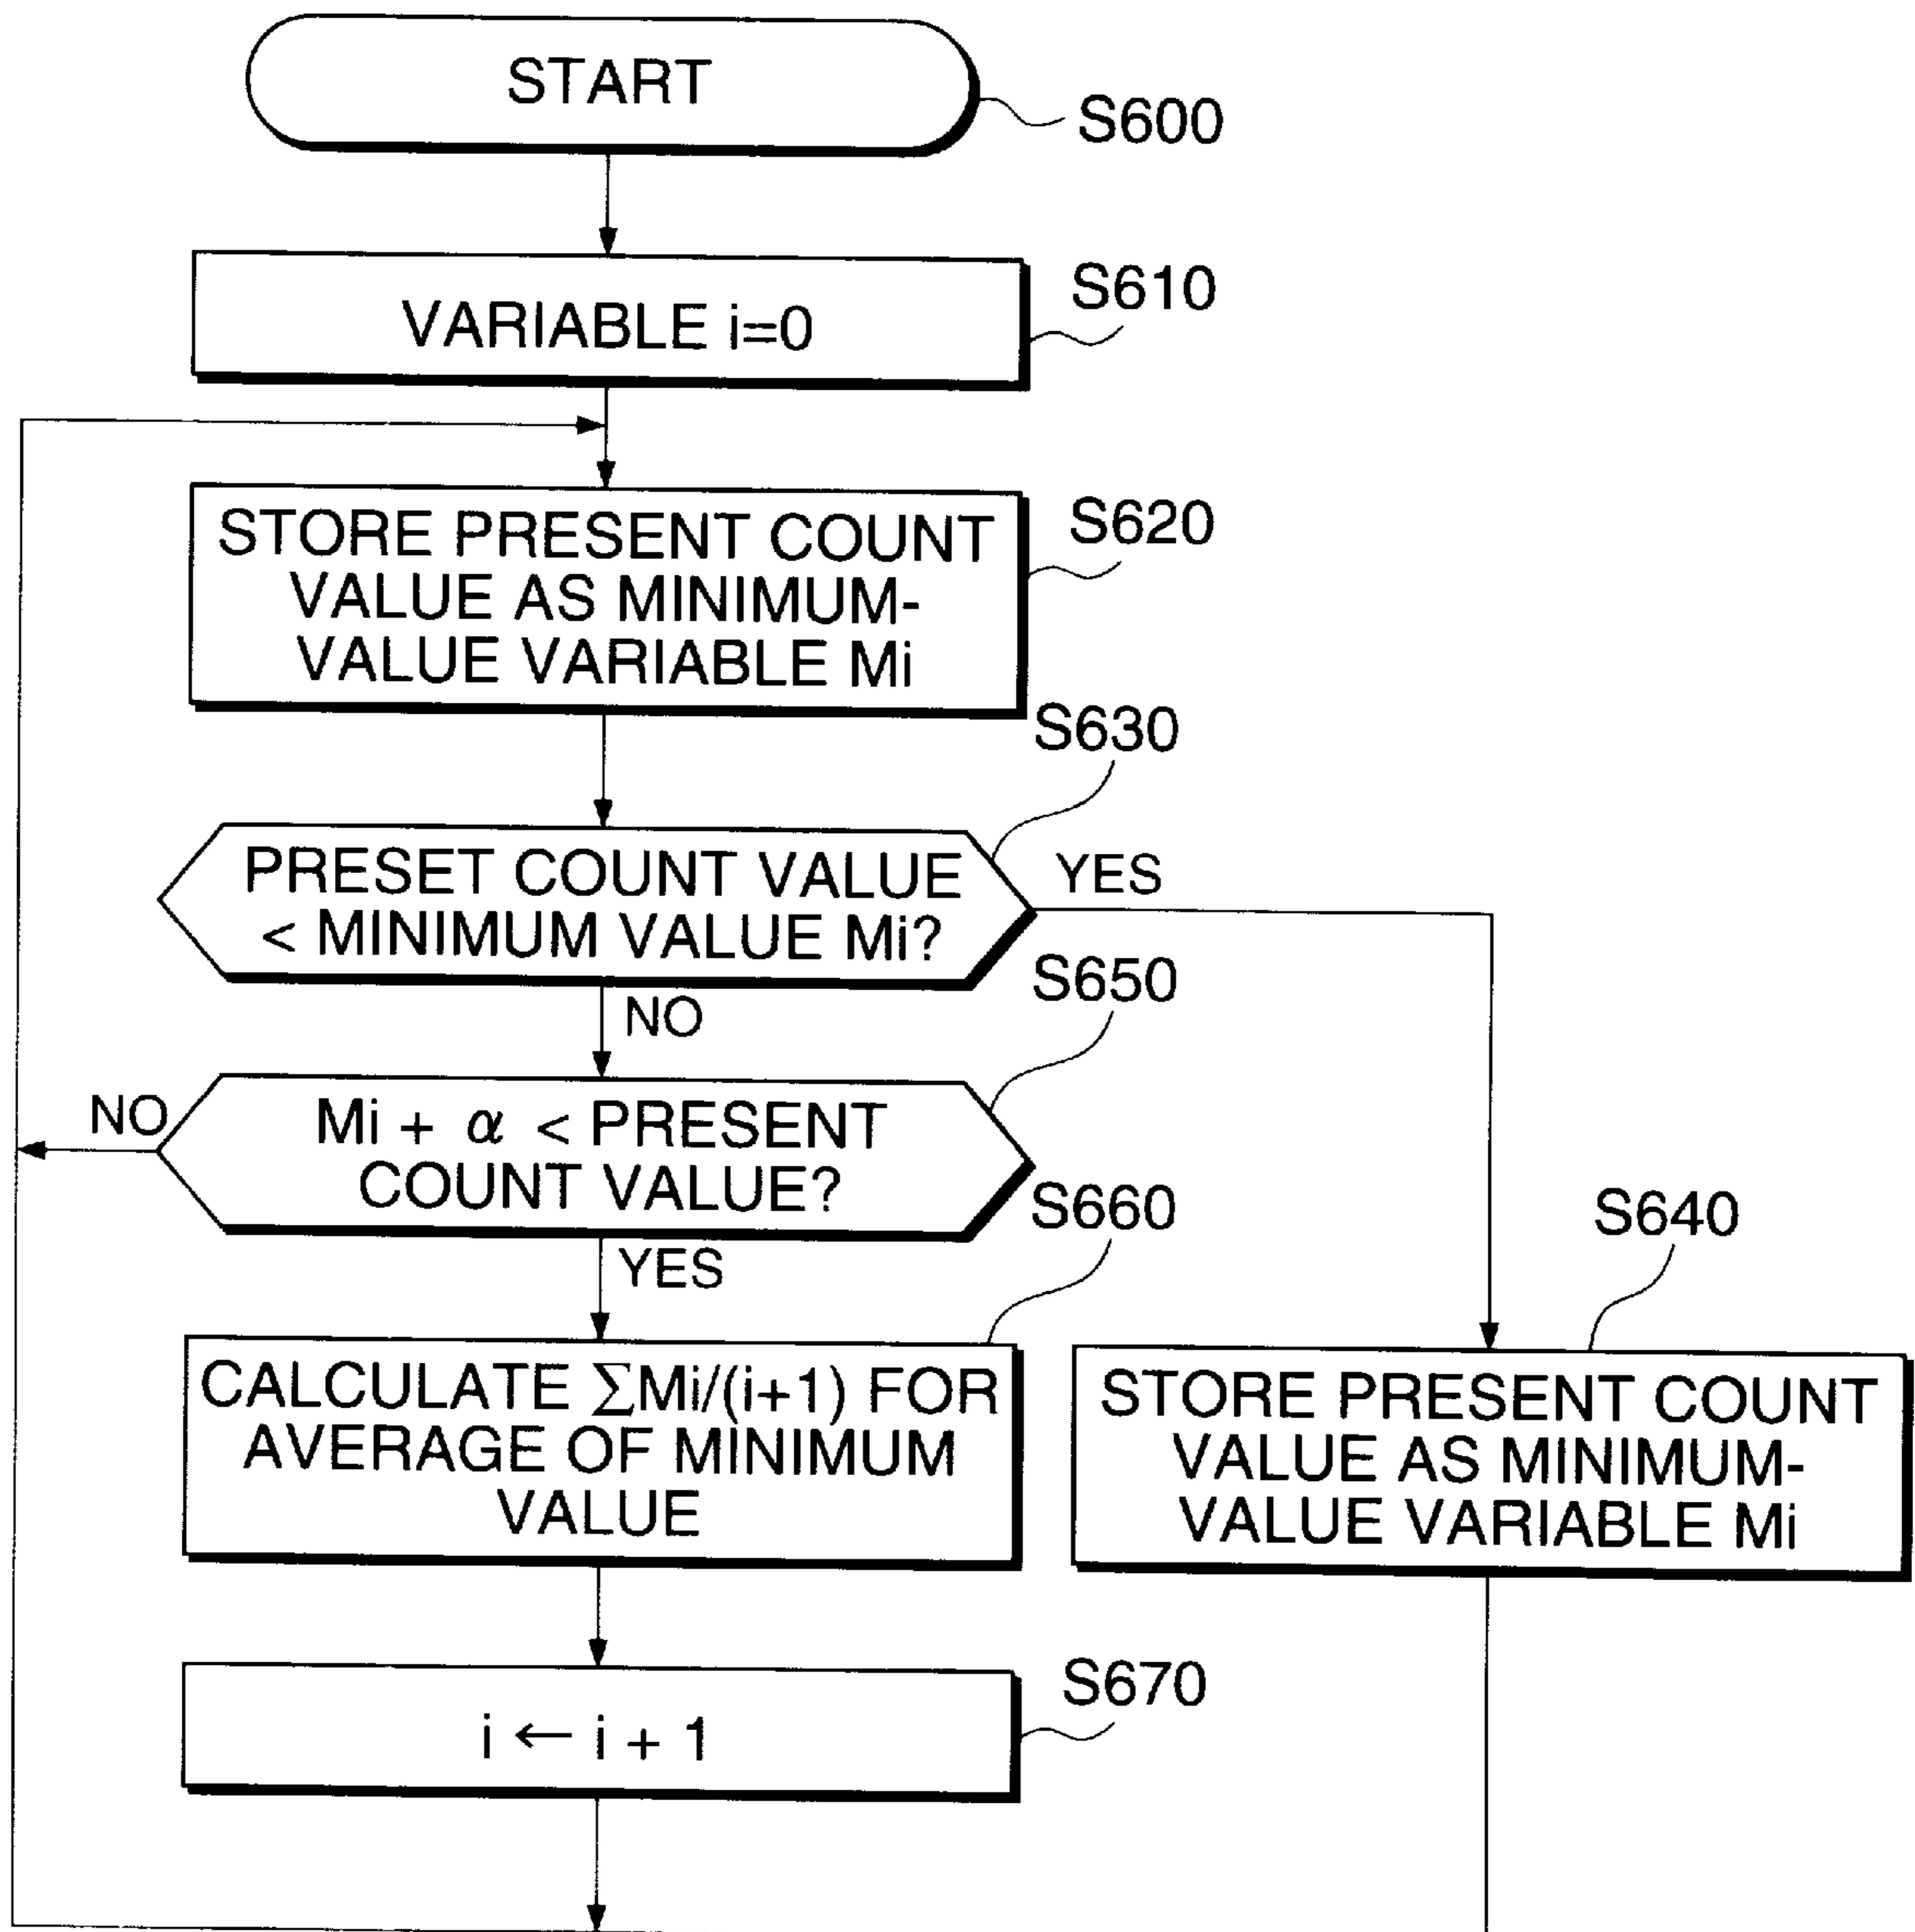 START
S600
VARIABLE i=0
S610
STORE PRESENT COUNT
VALUE AS MINIMUM-
VALUE VARIABLE Mi
S620
S630
PRESET COUNT VALUE
< MINIMUM VALUE Mi?
YES
NO
S650
Mi + α < PRESENT
COUNT VALUE?
NO
YES
S660
CALCULATE ΣMi/(i+1) FOR
AVERAGE OF MINIMUM
VALUE
S640
STORE PRESENT COUNT
VALUE AS MINIMUM-
VALUE VARIABLE Mi
i ← i + 1
S670